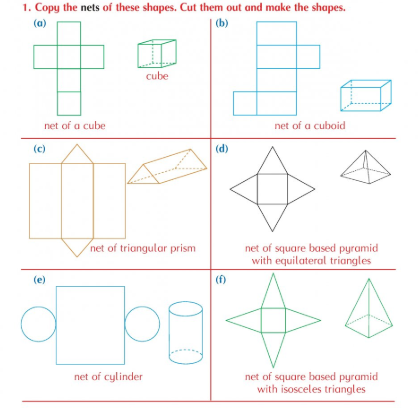 1. Copy the nets of these shapes. Cut them out and make the shapes.
(a)
cube
net of a cube
(b)
net of a cuboid
(c)
net of triangular prism
(d)
net of square based pyramid
with equilateral triangles
(e)
net of cylinder
(f)
net of square based pyramid
with isosceles triangles